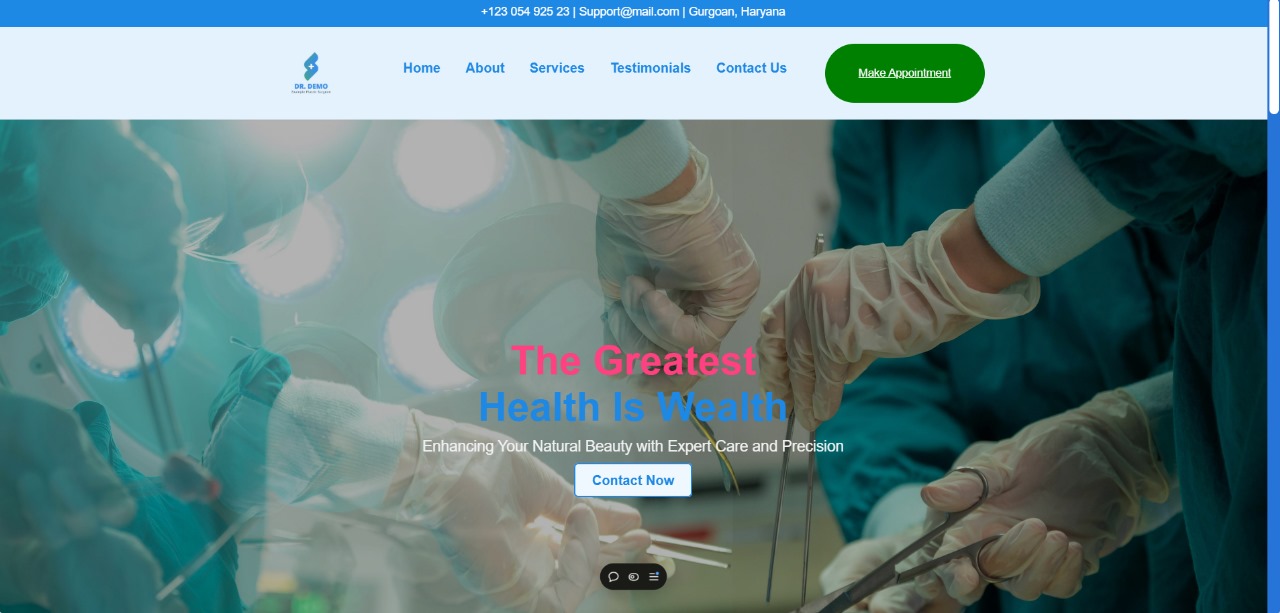 +123 054 925 23 | Support@mail.com | Gurgoan, Haryana
DR. DEMO
Home About Services Testimonials Contact Us
Make Appointment
The Greatest
Health Is Wealth
Enhancing Your Natural Beauty with Expert Care and Precision
Contact Now